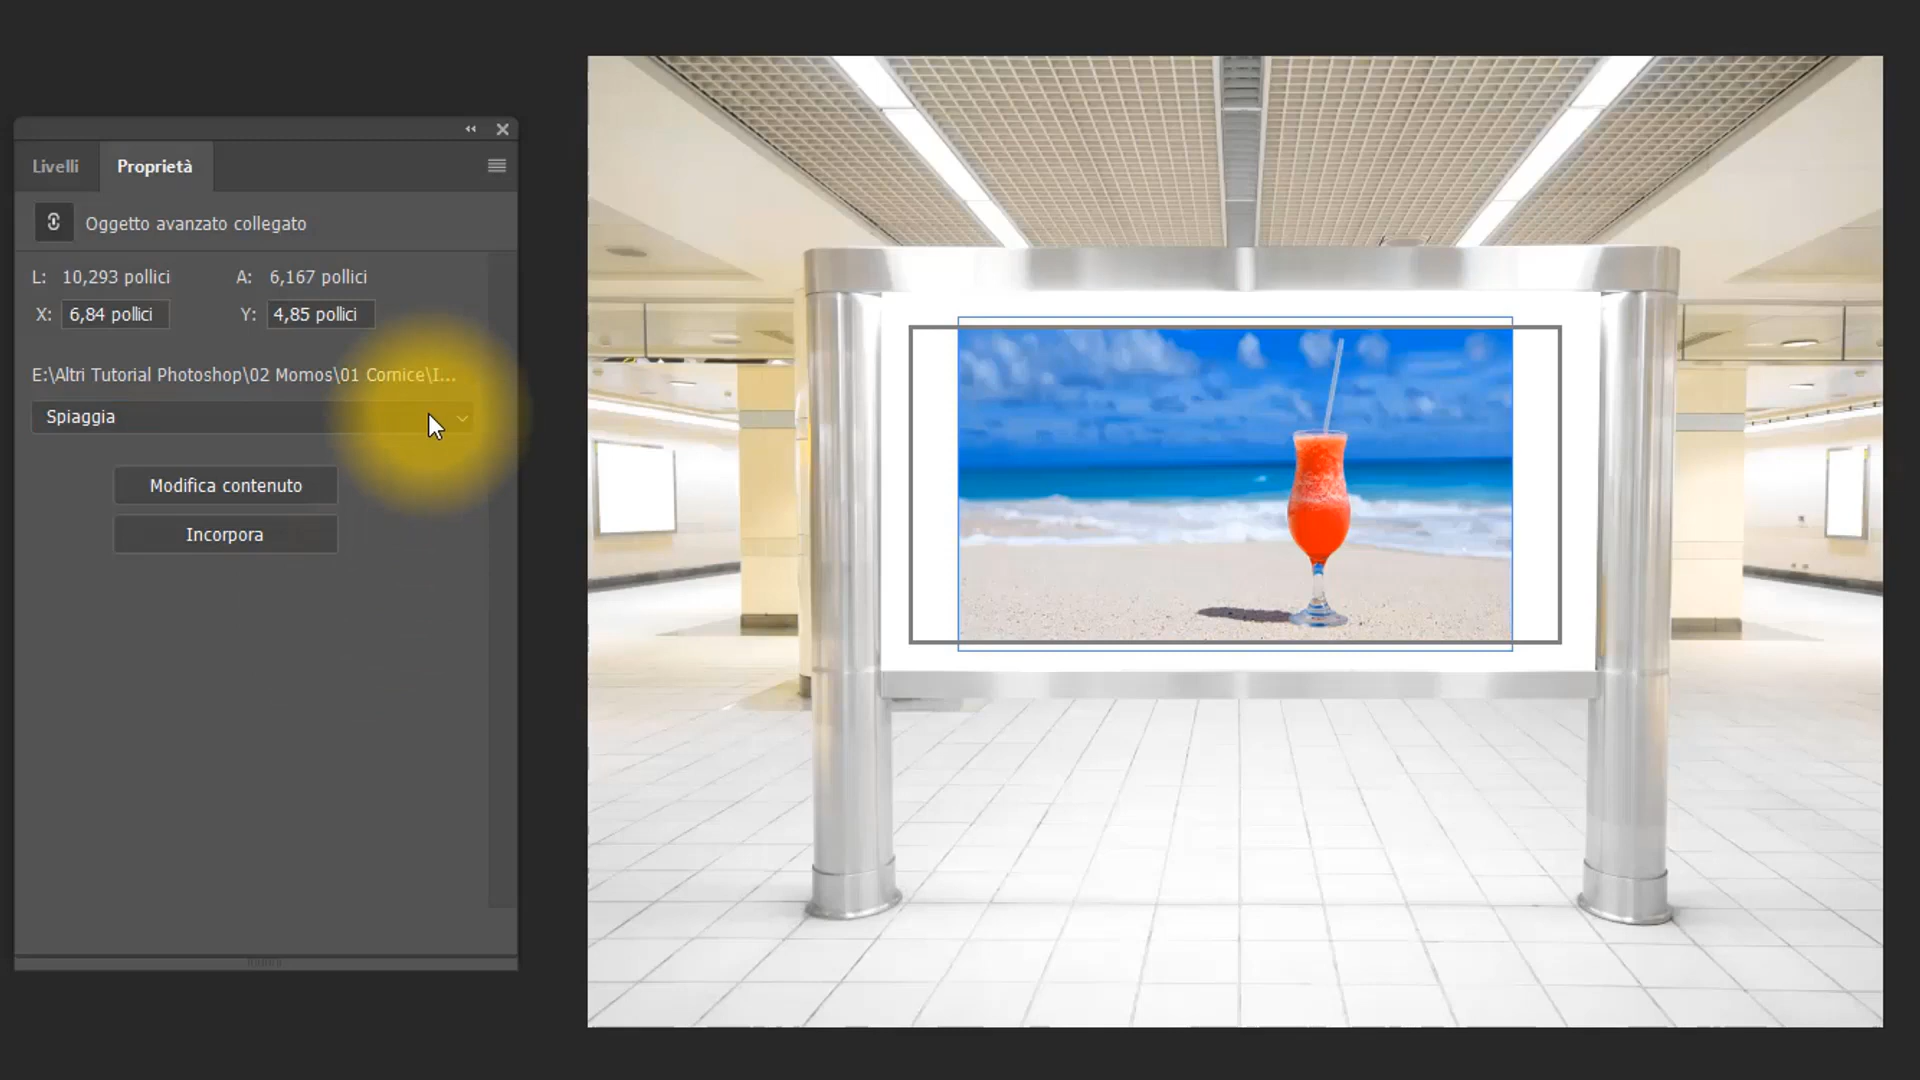 Livelli Proprietà
Oggetto avanzato collegato
L: 10,293 pollici A: 6,167 pollici
X: 6,84 pollici Y: 4,85 pollici
E:\Altri Tutorial Photoshop\02 Momos\01 Cornice\I...
Spiaggia
Modifica contenuto
Incorpora